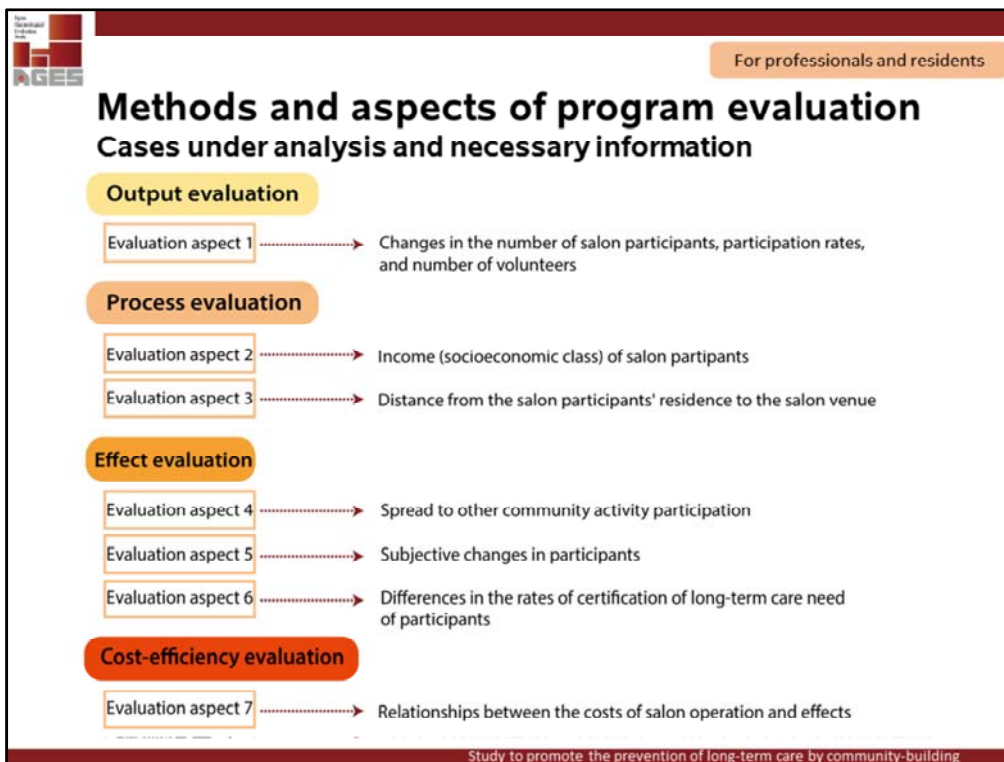 Japan
Gerontological
Evaluation
Study
AGES
For professionals and residents
Methods and aspects of program evaluation
Cases under analysis and necessary information
Output evaluation
Evaluation aspect 1
Changes in the number of salon participants, participation rates,
and number of volunteers
Process evaluation
Evaluation aspect 2
Income (socioeconomic class) of salon partipants
Evaluation aspect 3
Distance from the salon participants' residence to the salon venue
Effect evaluation
Evaluation aspect 4
Spread to other community activity participation
Evaluation aspect 5
Subjective changes in participants
Evaluation aspect 6
Differences in the rates of certification of long-term care need
of participants
Cost-efficiency evaluation
Evaluation aspect 7
Relationships between the costs of salon operation and effects
Study to promote the prevention of long-term care by community-building